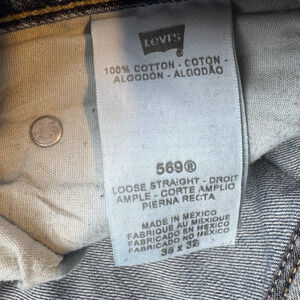 LEVI'S®
100% COTTON - COTON -
ALGODÓN - ALGODÃO
569®
LOOSE STRAIGHT - DROIT
AMPLE - CORTE AMPLIO
PIERNA RECTA
MADE IN MEXICO
FABRIQUE AU MEXIQUE
FABRICADO EN MEXICO
FABRICADO NO MEXICO
36 X 32